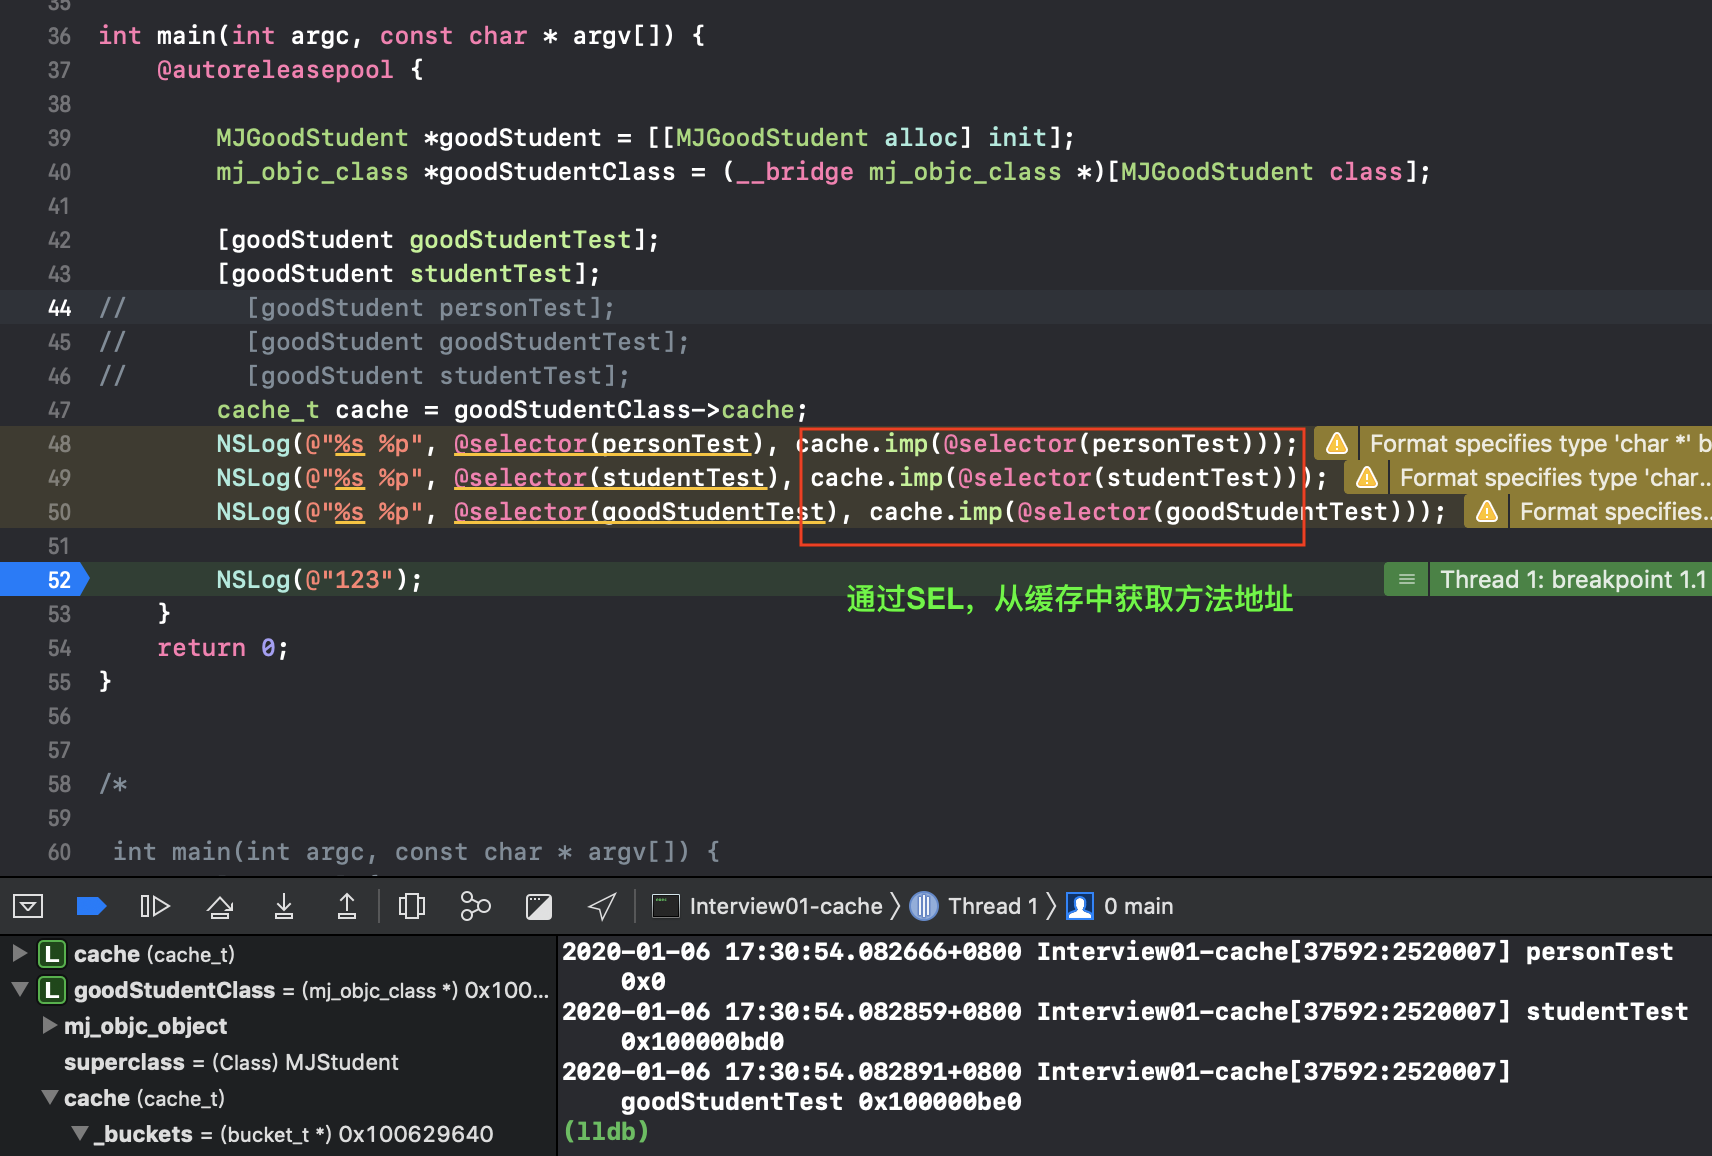 35
36 int main(int argc, const char * argv[]) {
37 @autoreleasepool {
38
39 MJGoodStudent *goodStudent = [[MJGoodStudent alloc] init];
40 mj_objc_class *goodStudentClass = (__bridge mj_objc_class *)[MJGoodStudent class];
41
42 [goodStudent goodStudentTest];
43 [goodStudent studentTest];
44 // [goodStudent personTest];
45 // [goodStudent goodStudentTest];
46 // [goodStudent studentTest];
47 cache_t cache = goodStudentClass->cache;
48 NSLog(@"%s %p", @selector(personTest), cache.imp(@selector(personTest))); Format specifies type 'char *' b
49 NSLog(@"%s %p", @selector(studentTest), cache.imp(@selector(studentTest))); Format specifies type 'char...
50 NSLog(@"%s %p", @selector(goodStudentTest), cache.imp(@selector(goodStudentTest))); Format specifies...
51
52 NSLog(@"123"); Thread 1: breakpoint 1.1
通过SEL，从缓存中获取方法地址
53 }
54 return 0;
55 }
56
57
58 /*
59
60 int main(int argc, const char * argv[]) {
Interview01-cache Thread 1 0 main
L cache (cache_t)
L goodStudentClass = (mj_objc_class *) 0x100...
mj_objc_object
superclass = (Class) MJStudent
cache (cache_t)
_buckets = (bucket_t *) 0x100629640
2020-01-06 17:30:54.082666+0800 Interview01-cache[37592:2520007] personTest
0x0
2020-01-06 17:30:54.082859+0800 Interview01-cache[37592:2520007] studentTest
0x100000bd0
2020-01-06 17:30:54.082891+0800 Interview01-cache[37592:2520007]
goodStudentTest 0x100000be0
(lldb)